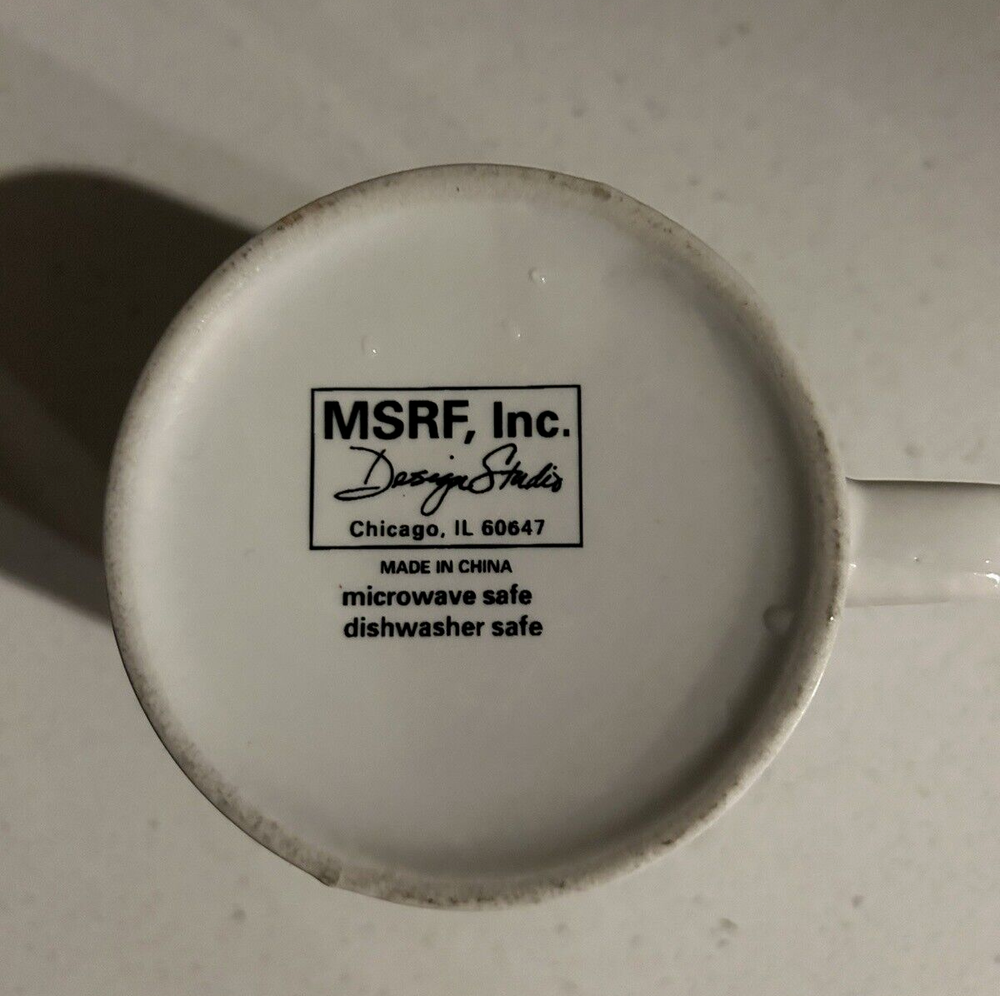 MSRF, Inc.
Design Studio
Chicago, IL 60647
MADE IN CHINA
microwave safe
dishwasher safe